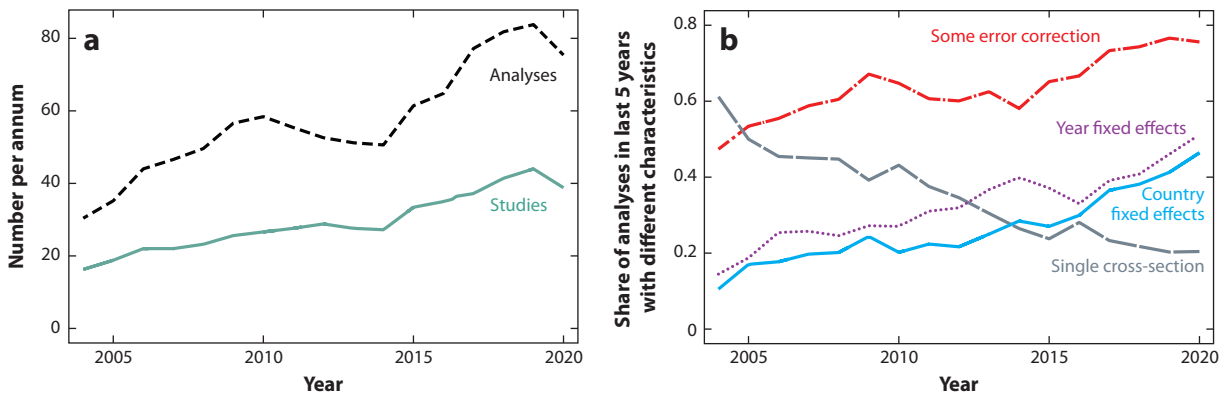 a
Number per annum
80
60
40
20
0
Analyses
Studies
2005
2010
2015
2020
Year
b
Share of analyses in last 5 years
with different characteristics
0.8
0.6
0.4
0.2
0
Some error correction
Year fixed effects
Country
fixed effects
Single cross-section
2005
2010
2015
2020
Year